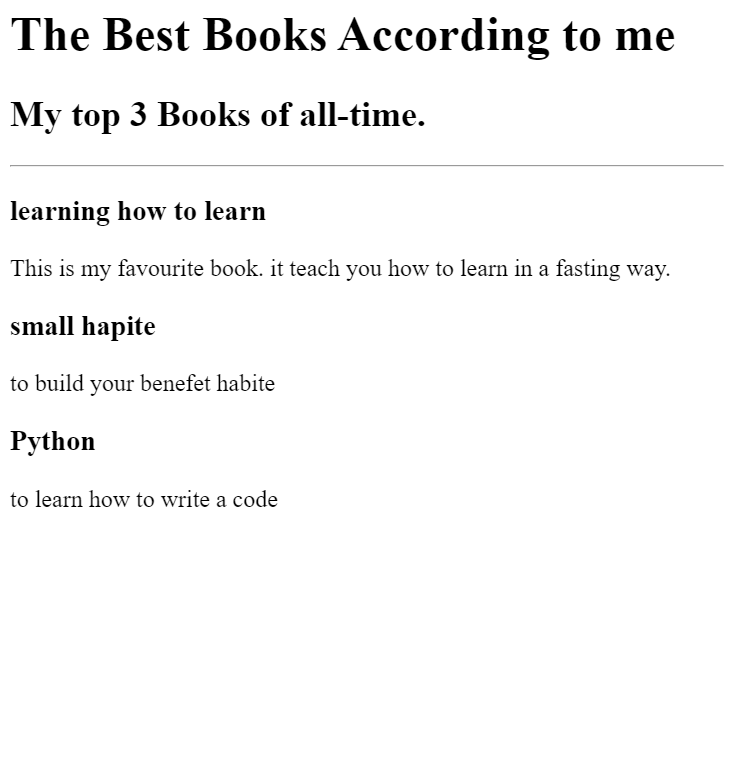 The Best Books According to me
My top 3 Books of all-time.
learning how to learn
This is my favourite book. it teach you how to learn in a fasting way.
small hapite
to build your benefet habite
Python
to learn how to write a code